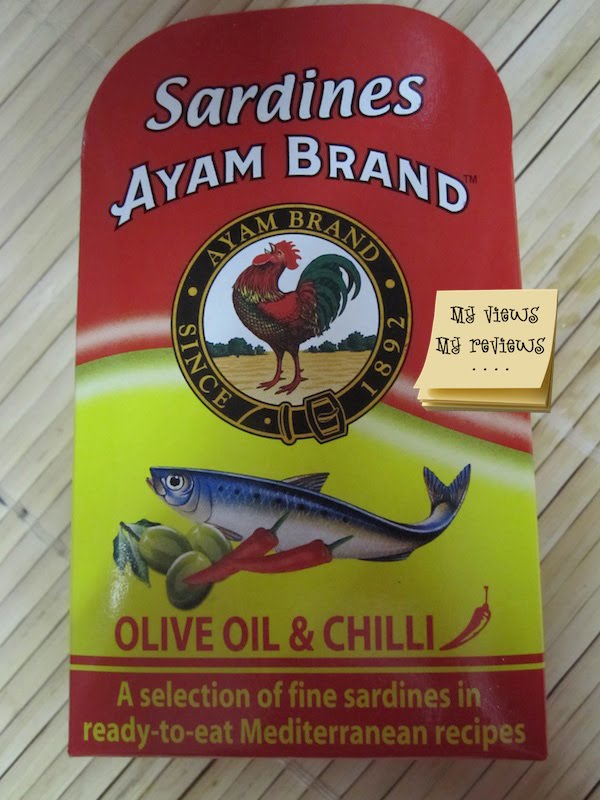 Sardines
AYAM BRAND™
AYAM BRAND
SINCE 1892
My views
My reviews
. . . .
OLIVE OIL & CHILLI
A selection of fine sardines in
ready-to-eat Mediterranean recipes